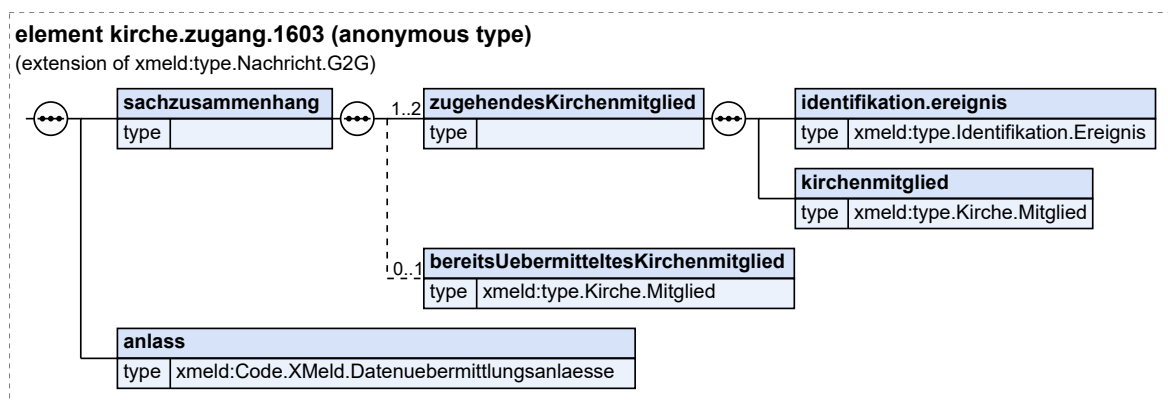 element kirche.zugang.1603 (anonymous type)
(extension of xmeld:type.Nachricht.G2G)
sachzusammenhang
type
1..2
zugehendesKirchenmitglied
type
identifikation.ereignis
type xmeld:type.Identifikation.Ereignis
kirchenmitglied
type xmeld:type.Kirche.Mitglied
0..1
bereitsUebermitteltesKirchenmitglied
type xmeld:type.Kirche.Mitglied
anlass
type xmeld:Code.XMeld.Datenuebermittlungsanlaesse